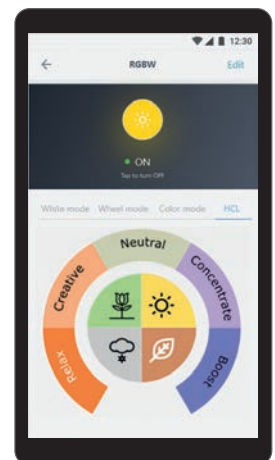 12:30
RGBW Edit
ON
Tap to turn OFF
White mode Wheel mode Color mode HCL
Relax
Creative
Neutral
Concentrate
Boost